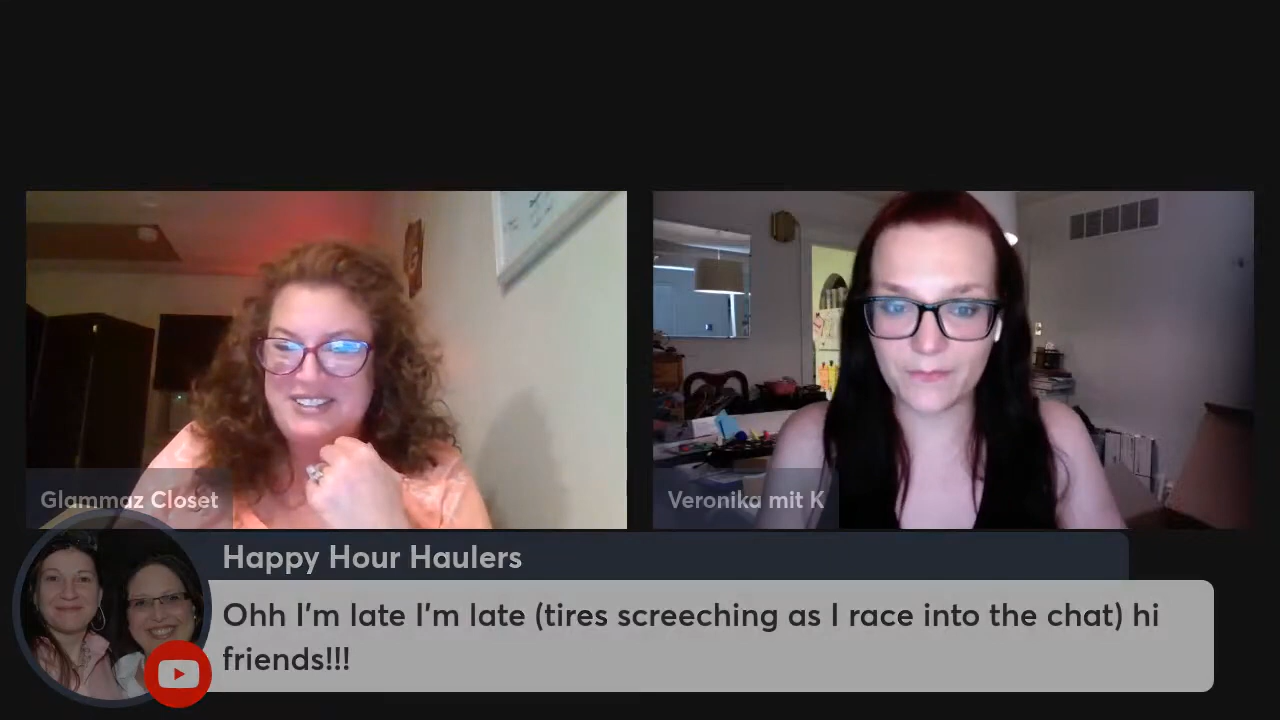 Glammaz Closet
Veronika mit K
Happy Hour Haulers
Ohh I'm late I'm late (tires screeching as I race into the chat) hi
friends!!!